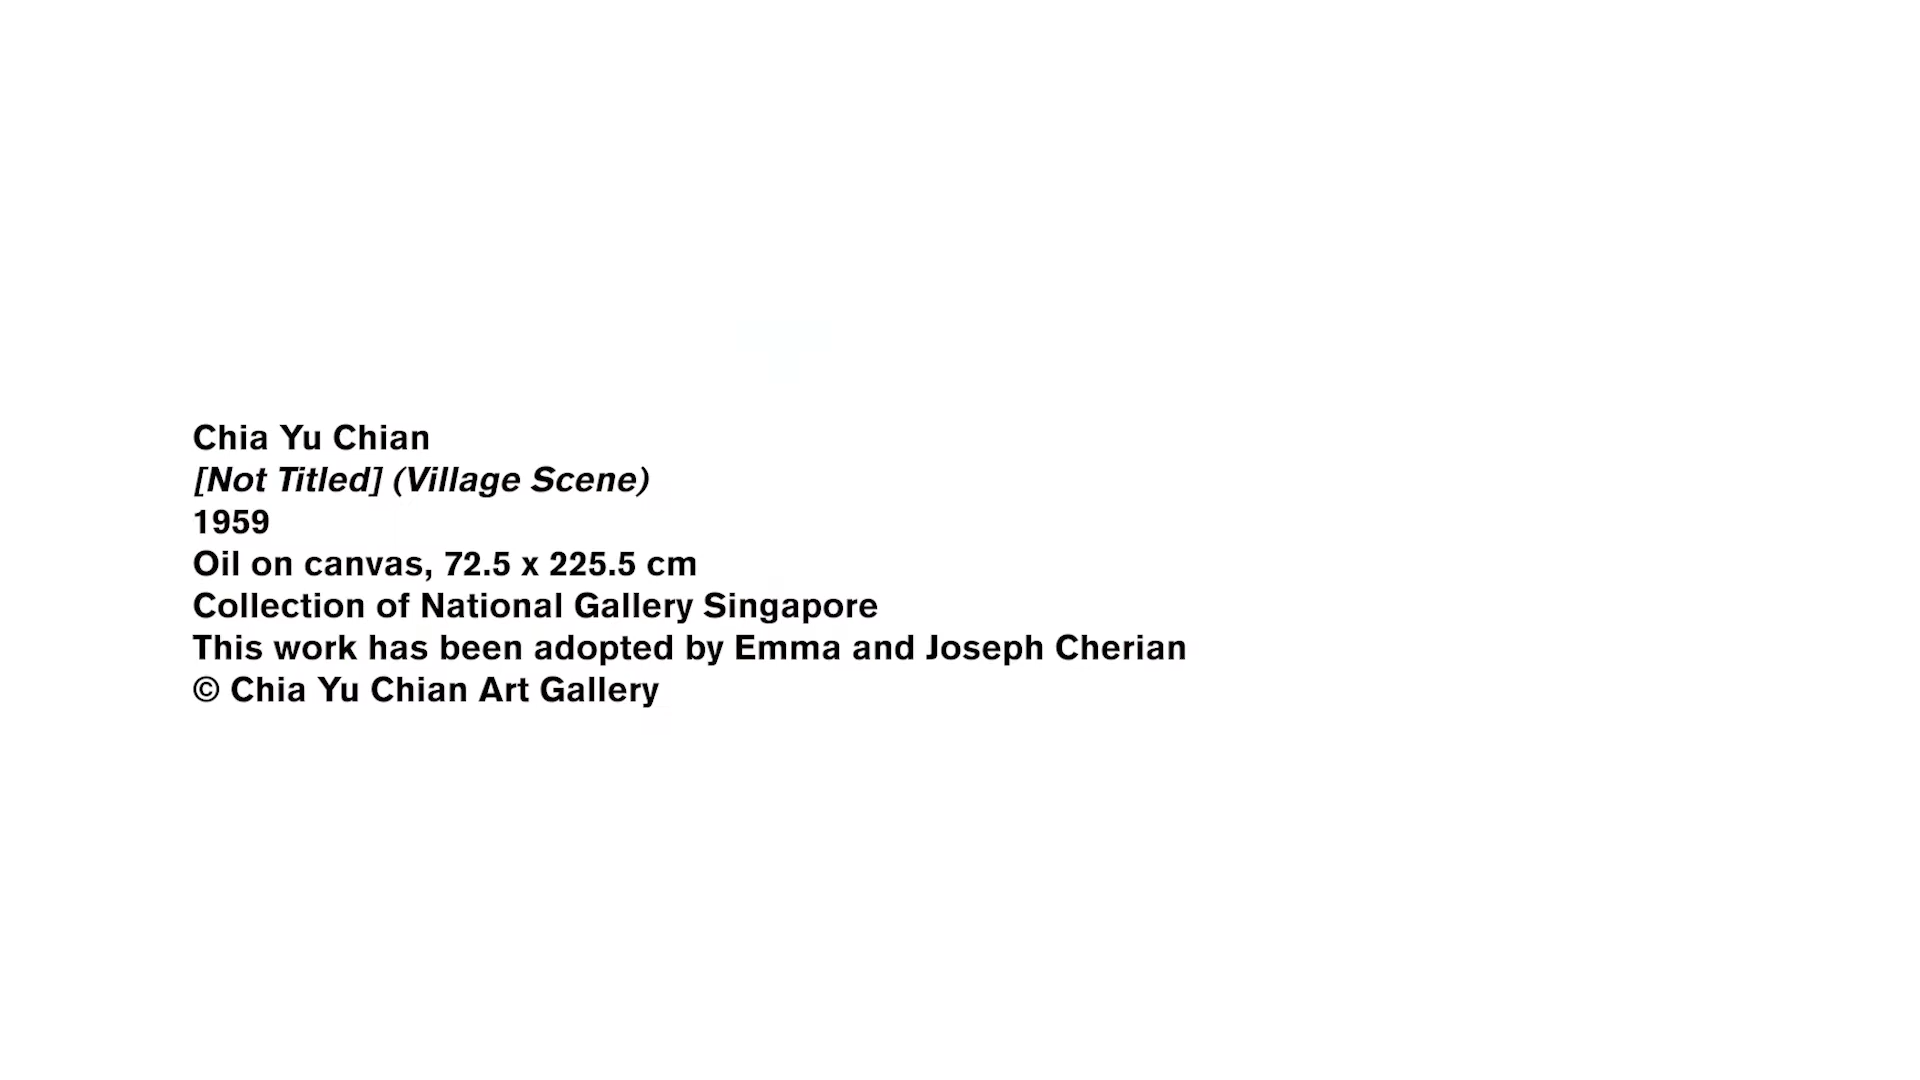 Chia Yu Chian
[Not Titled] (Village Scene)
1959
Oil on canvas, 72.5 x 225.5 cm
Collection of National Gallery Singapore
This work has been adopted by Emma and Joseph Cherian
© Chia Yu Chian Art Gallery